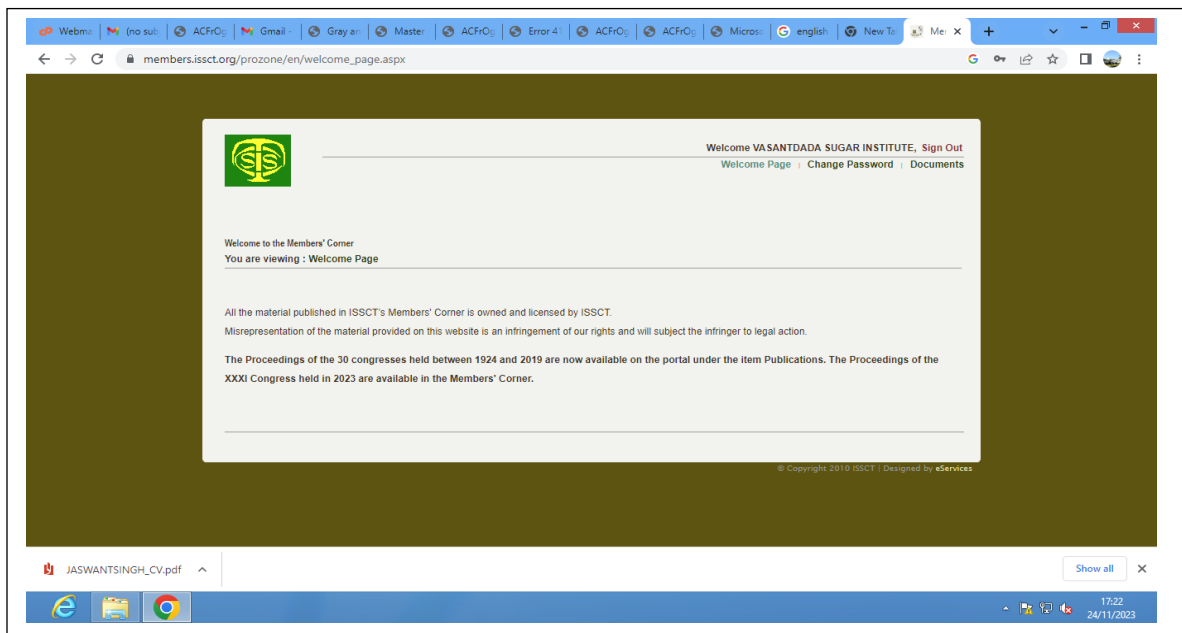 Webma
(no sub
ACFrOg
Gmail -
Gray an
Master
ACFrOg
Error 41
ACFrOg
ACFrOg
Microso
english
New Ta
Mer
members.issct.org/prozone/en/welcome_page.aspx
SIS
Welcome VASANTDADA SUGAR INSTITUTE, Sign Out
Welcome Page | Change Password | Documents
Welcome to the Members' Corner
You are viewing : Welcome Page
All the material published in ISSCT's Members' Corner is owned and licensed by ISSCT.
Misrepresentation of the material provided on this website is an infringement of our rights and will subject the infringer to legal action.
The Proceedings of the 30 congresses held between 1924 and 2019 are now available on the portal under the item Publications. The Proceedings of the
XXXI Congress held in 2023 are available in the Members' Corner.
© Copyright 2010 ISSCT | Designed by eServices
JASWANTSINGH_CV.pdf
Show all
17:22
24/11/2023